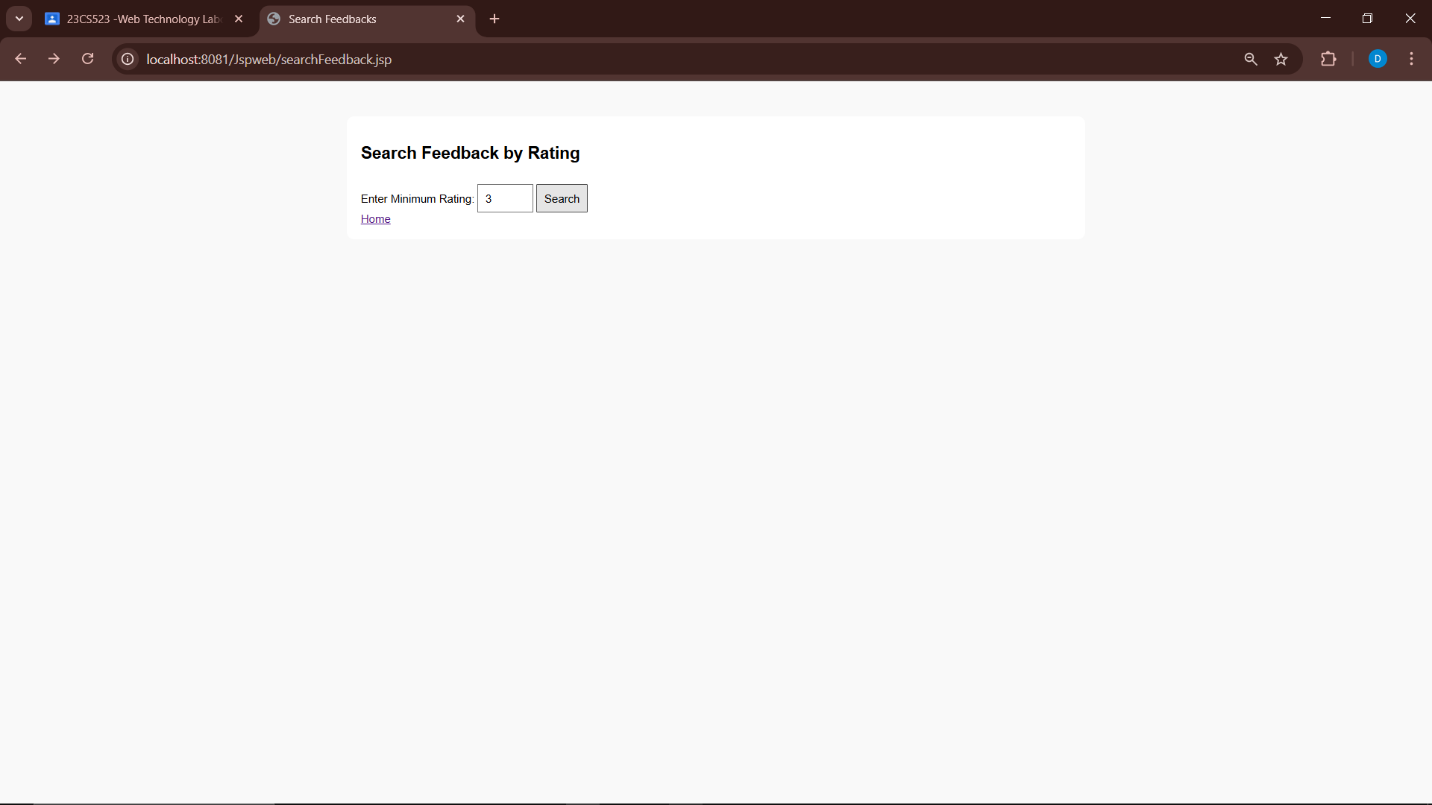 23CS523 -Web Technology Lab
Search Feedbacks
localhost:8081/Jspweb/searchFeedback.jsp
D
Search Feedback by Rating
Enter Minimum Rating: 3 Search
Home